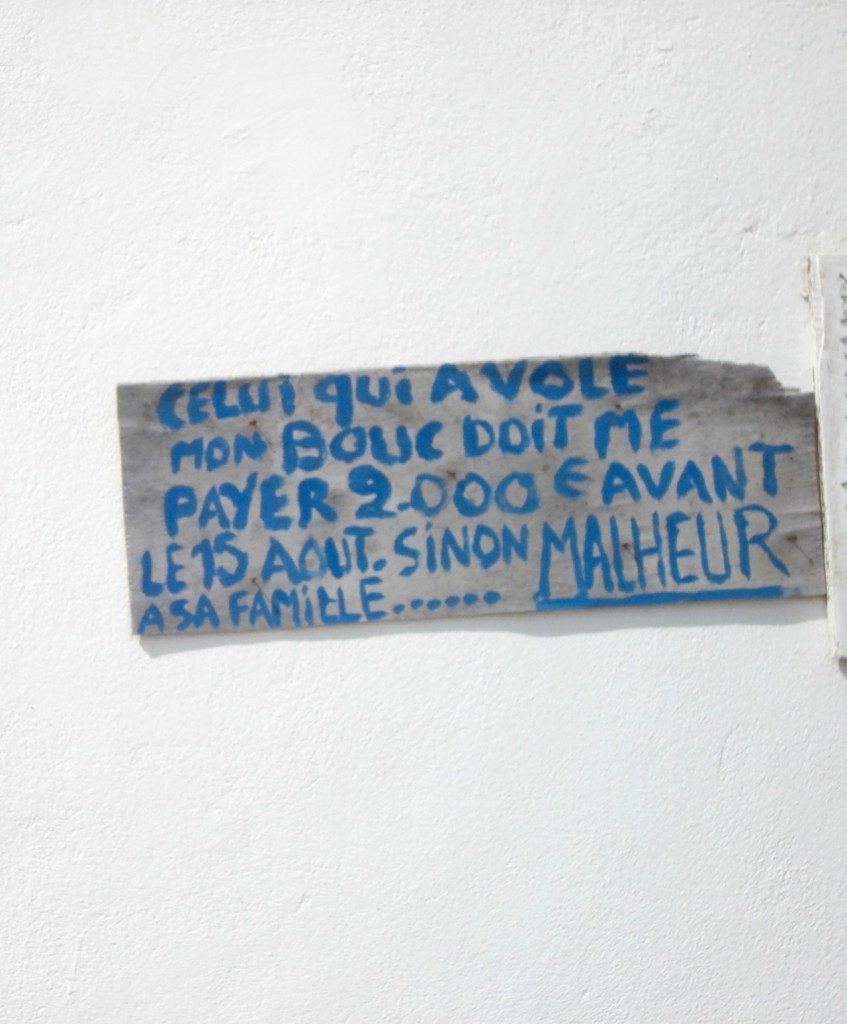 CELUi qUi A VOLE
MON BOUC DOiT ME
PAYER 2.000 € AVANT
LE 15 AOUT. SiNON MALHEUR
A SA FAMiLLE......